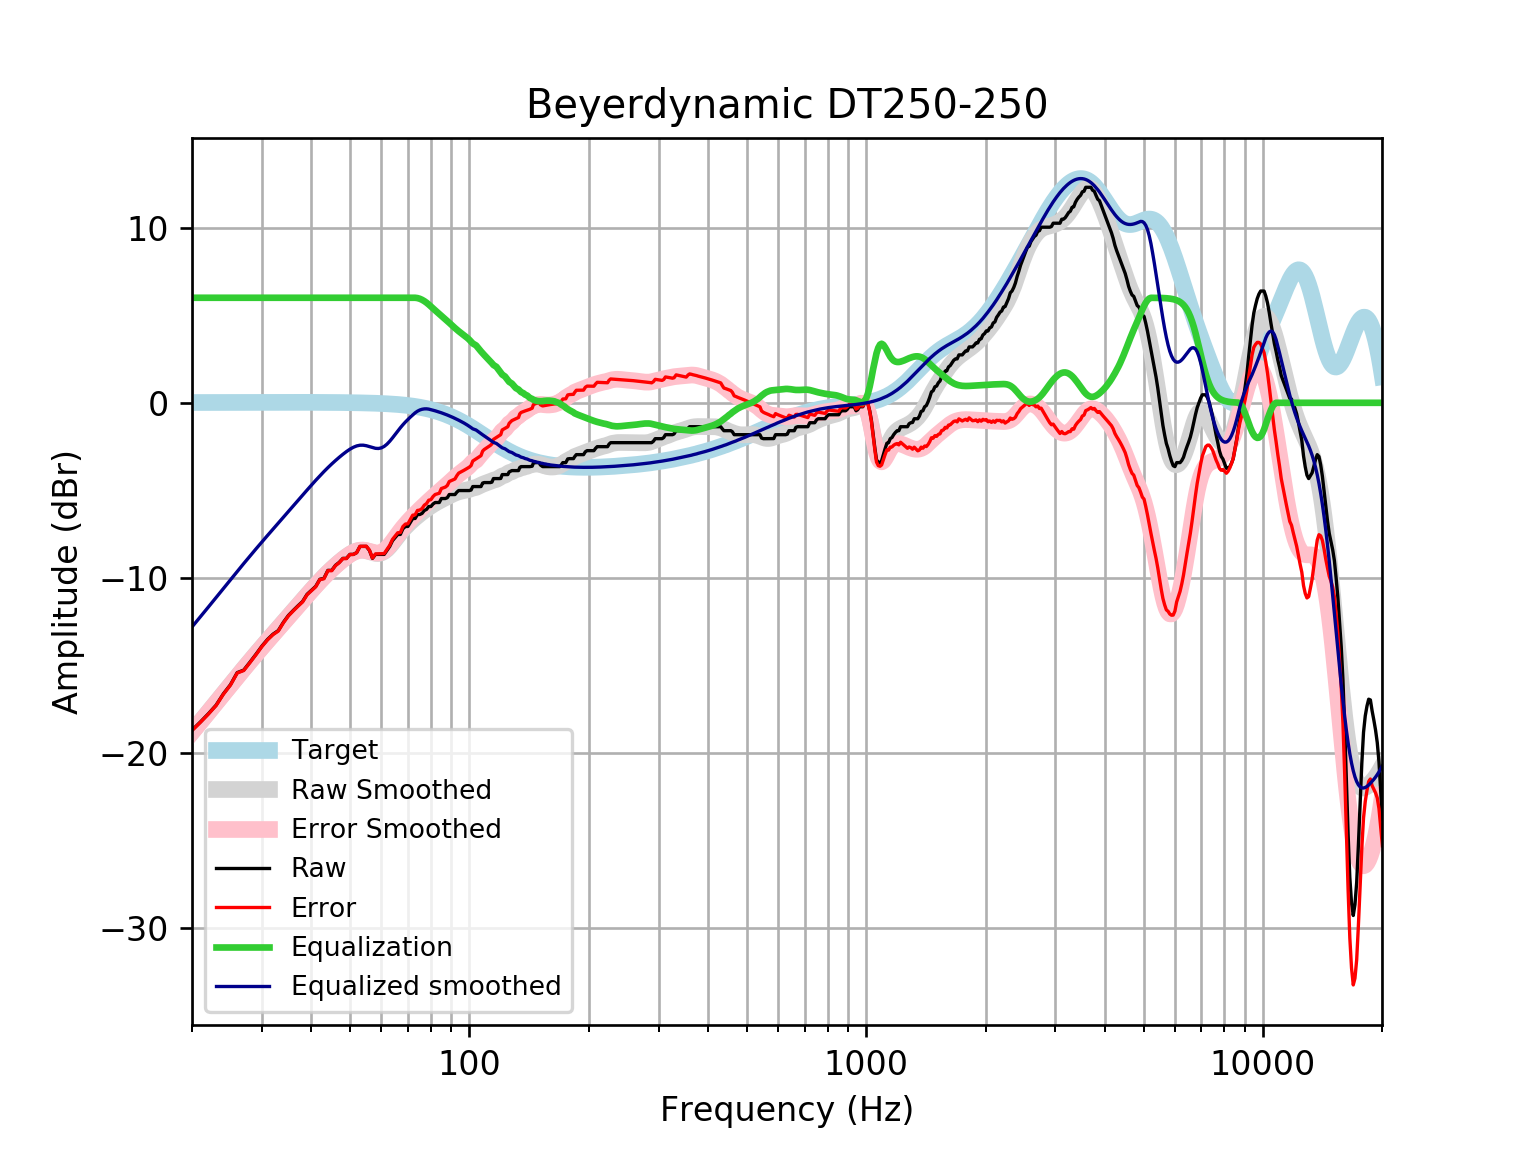 Beyerdynamic DT250-250
Amplitude (dBr)
10
0
−10
−20
−30
Target
Raw Smoothed
Error Smoothed
Raw
Error
Equalization
Equalized smoothed
100
1000
10000
Frequency (Hz)